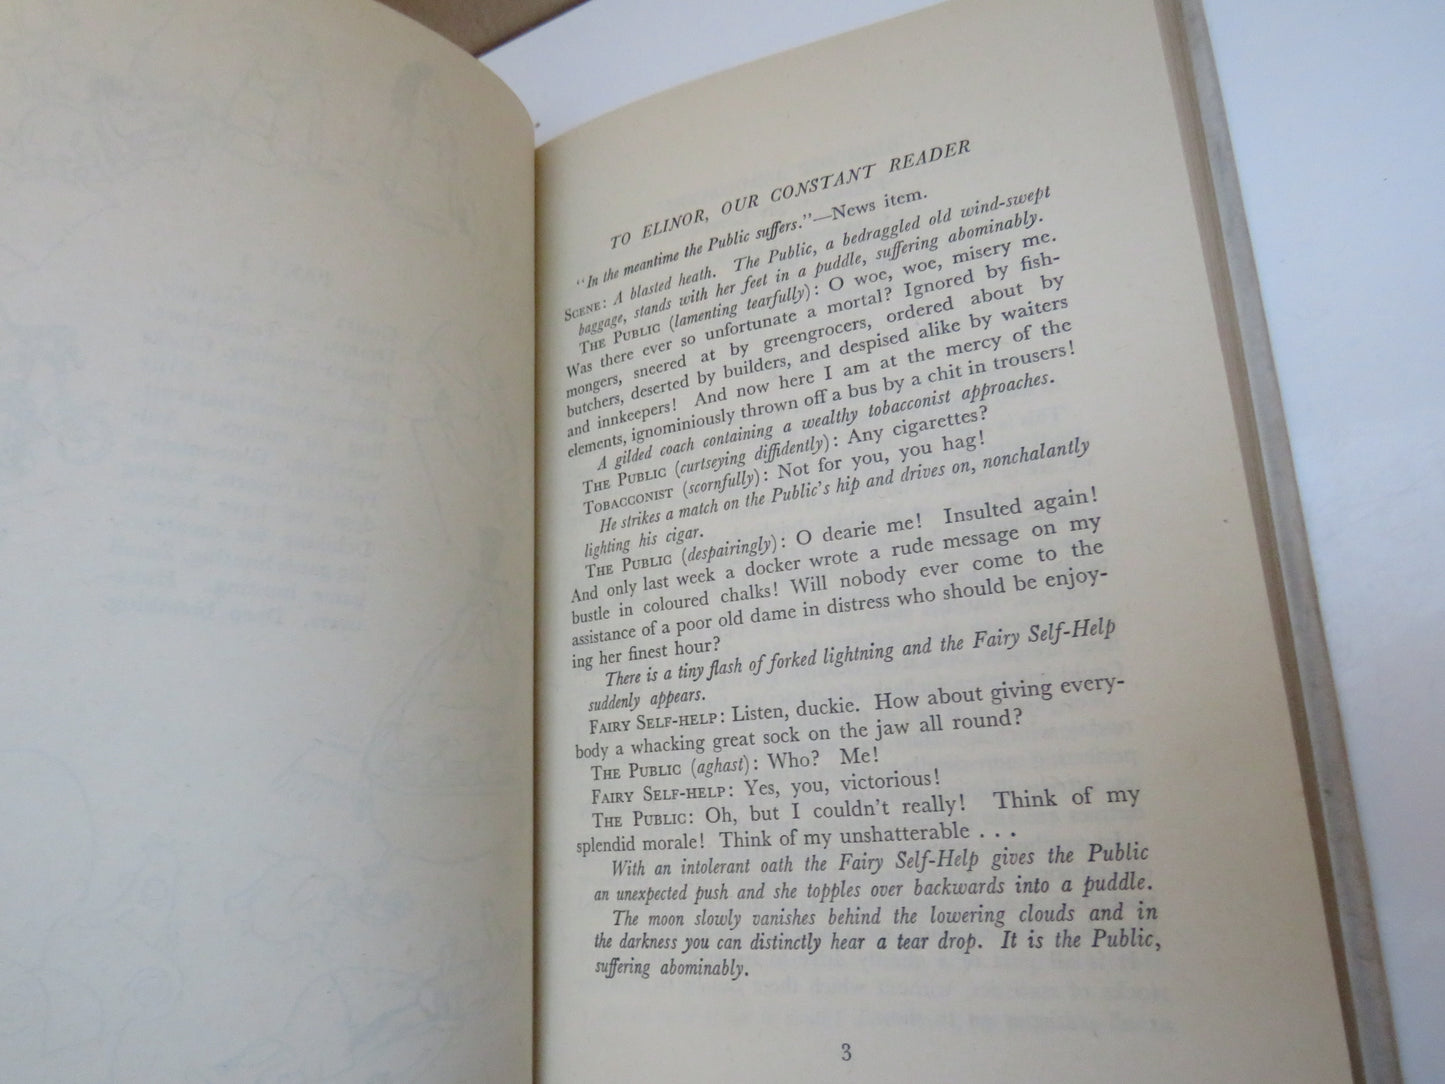 TO ELINOR, OUR CONSTANT READER
“In the meantime the Public suffers.”—News item.
SCENE: A blasted heath. The Public, a bedraggled old wind-swept
baggage, stands with her feet in a puddle, suffering abominably.
THE PUBLIC (lamenting tearfully): O woe, woe, misery me.
Was there ever so unfortunate a mortal? Ignored by fish-
mongers, sneered at by greengrocers, ordered about by
butchers, deserted by builders, and despised alike by waiters
and innkeepers! And now here I am at the mercy of the
elements, ignominiously thrown off a bus by a chit in trousers!
A gilded coach containing a wealthy tobacconist approaches.
THE PUBLIC (curtseying diffidently): Any cigarettes?
TOBACCONIST (scornfully): Not for you, you hag!
He strikes a match on the Public's hip and drives on, nonchalantly
lighting his cigar.
THE PUBLIC (despairingly): O dearie me! Insulted again!
And only last week a docker wrote a rude message on my
bustle in coloured chalks! Will nobody ever come to the
assistance of a poor old dame in distress who should be enjoy-
ing her finest hour?
There is a tiny flash of forked lightning and the Fairy Self-Help
suddenly appears.
FAIRY SELF-HELP: Listen, duckie. How about giving every-
body a whacking great sock on the jaw all round?
THE PUBLIC (aghast): Who? Me!
FAIRY SELF-HELP: Yes, you, victorious!
THE PUBLIC: Oh, but I couldn't really! Think of my
splendid morale! Think of my unshatterable . . .
With an intolerant oath the Fairy Self-Help gives the Public
an unexpected push and she topples over backwards into a puddle.
The moon slowly vanishes behind the lowering clouds and in
the darkness you can distinctly hear a tear drop. It is the Public,
suffering abominably.
3